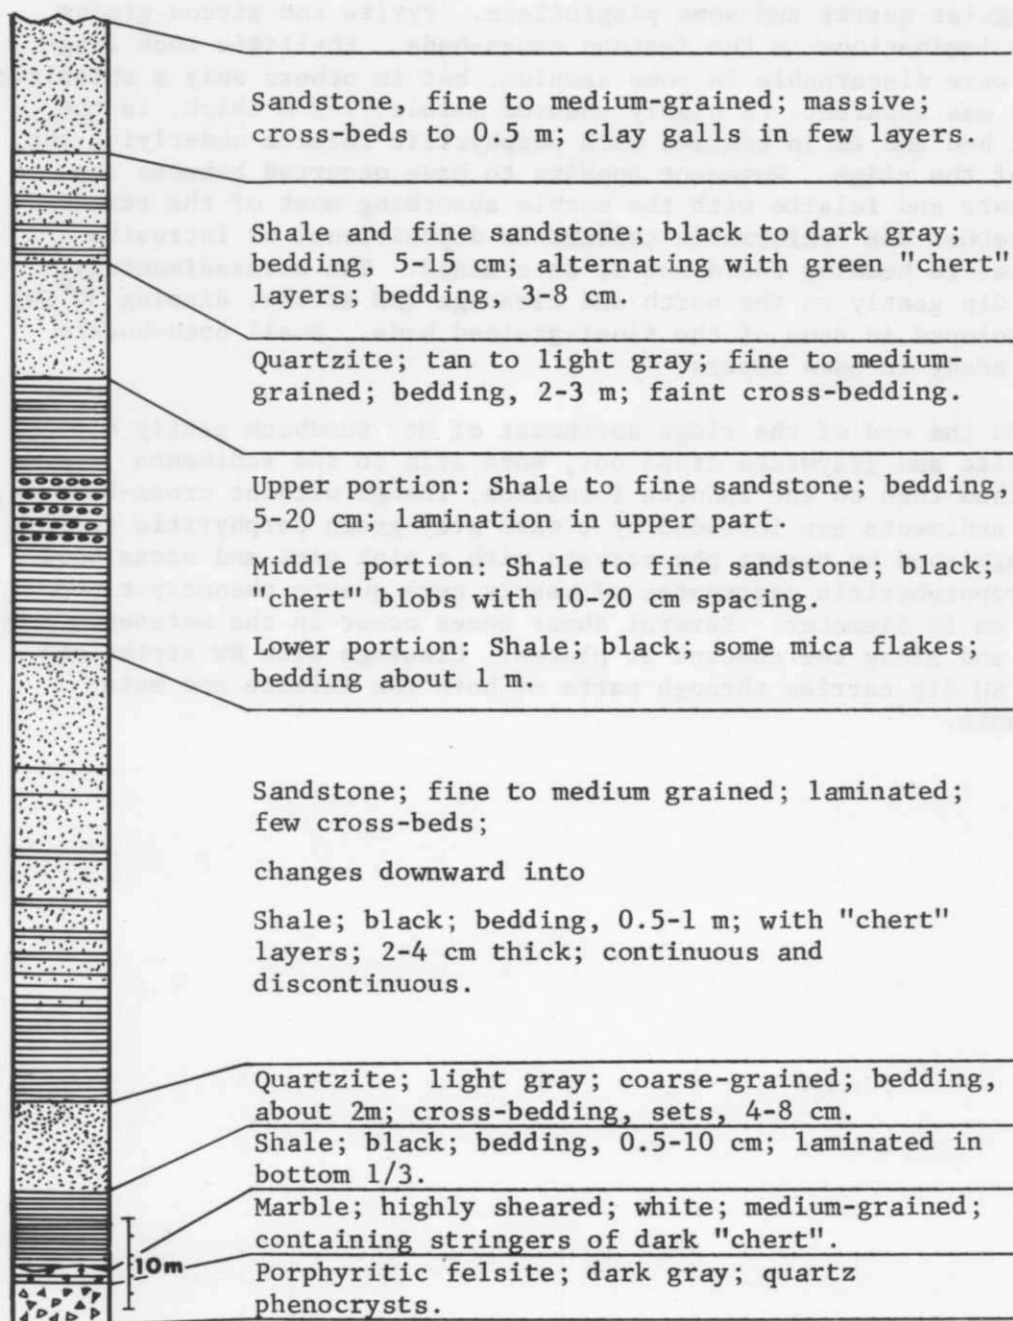 Sandstone, fine to medium-grained; massive;
cross-beds to 0.5 m; clay galls in few layers.
Shale and fine sandstone; black to dark gray;
bedding, 5-15 cm; alternating with green "chert"
layers; bedding, 3-8 cm.
Quartzite; tan to light gray; fine to medium-
grained; bedding, 2-3 m; faint cross-bedding.
Upper portion: Shale to fine sandstone; bedding,
5-20 cm; lamination in upper part.
Middle portion: Shale to fine sandstone; black;
"chert" blobs with 10-20 cm spacing.
Lower portion: Shale; black; some mica flakes;
bedding about 1 m.
Sandstone; fine to medium grained; laminated;
few cross-beds;
changes downward into
Shale; black; bedding, 0.5-1 m; with "chert"
layers; 2-4 cm thick; continuous and
discontinuous.
Quartzite; light gray; coarse-grained; bedding,
about 2m; cross-bedding, sets, 4-8 cm.
Shale; black; bedding, 0.5-10 cm; laminated in
bottom 1/3.
Marble; highly sheared; white; medium-grained;
containing stringers of dark "chert".
10m
Porphyritic felsite; dark gray; quartz
phenocrysts.